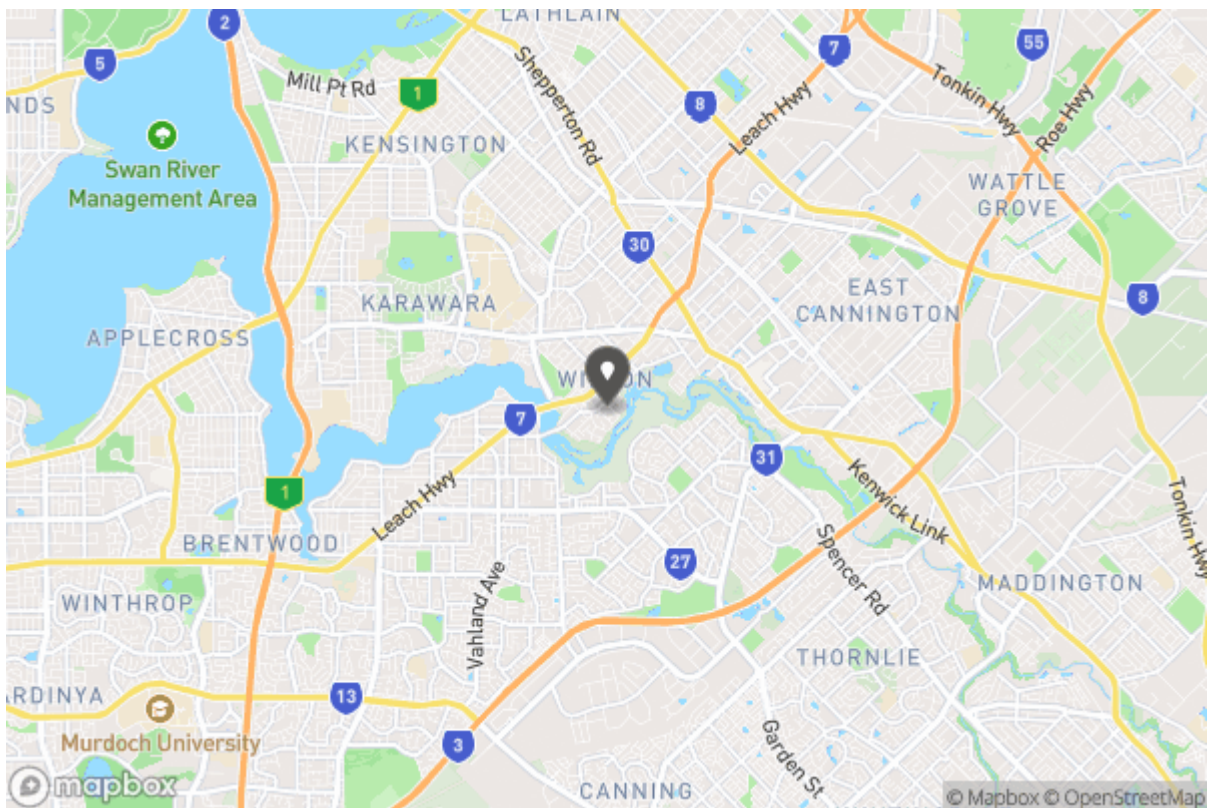 LATHLAIN
2
5
Mill Pt Rd
1
NDS
KENSINGTON
Shepperton Rd
8
7
Leach Hwy
55
Tonkin Hwy
Roe Hwy
Swan River
Management Area
WATTLE
GROVE
30
KARAWARA
EAST
CANNINGTON
8
APPLECROSS
7
31
1
Leach Hwy
Kenwick Link
Tonkin Hwy
BRENTWOOD
27
Spencer Rd
MADDINGTON
WINTHROP
Vahland Ave
THORNLIE
ARDINYA
13
Murdoch University
3
Garden St
CANNING
mapbox
© Mapbox © OpenStreetMap